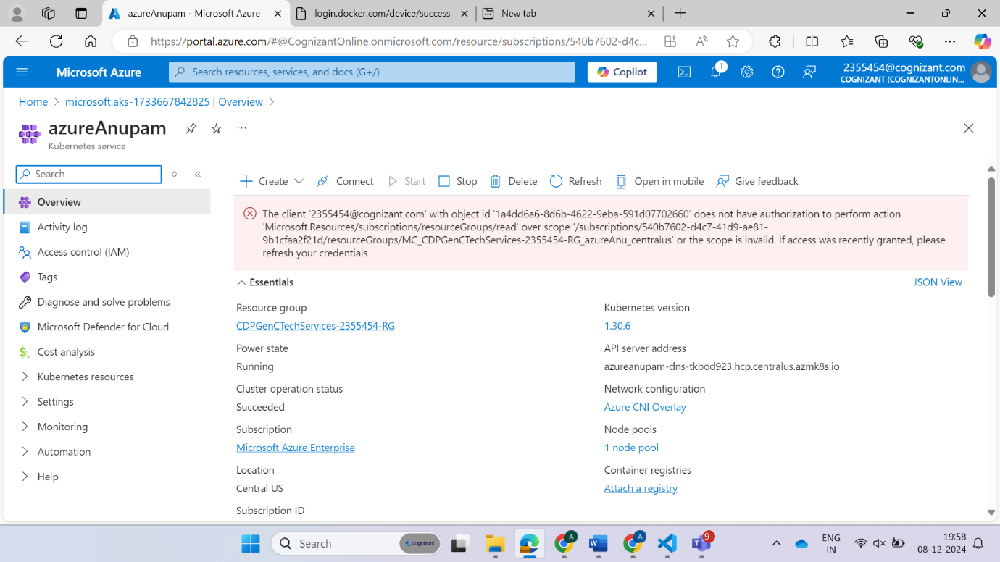 azureAnupam - Microsoft Azure
login.docker.com/device/success
New tab
https://portal.azure.com/#@CognizantOnline.onmicrosoft.com/resource/subscriptions/540b7602-d4c...
Microsoft Azure
Search resources, services, and docs (G+/)
Copilot
1
2355454@cognizant.com
COGNIZANT (COGNIZANTONLIN...
Home > microsoft.aks-1733667842825 | Overview >
azureAnupam
...
Kubernetes service
Search
Overview
Activity log
Access control (IAM)
Tags
Diagnose and solve problems
Microsoft Defender for Cloud
Cost analysis
Kubernetes resources
Settings
Monitoring
Automation
Help
Create
Connect
Start
Stop
Delete
Refresh
Open in mobile
Give feedback
The client '2355454@cognizant.com' with object id '1a4dd6a6-8d6b-4622-9eba-591d07702660' does not have authorization to perform action
'Microsoft.Resources/subscriptions/resourceGroups/read' over scope '/subscriptions/540b7602-d4c7-41d9-ae81-
9b1cfaa2f21d/resourceGroups/MC_CDPGenCTechServices-2355454-RG_azureAnu_centralus' or the scope is invalid. If access was recently granted, please
refresh your credentials.
Essentials
JSON View
Resource group
CDPGenCTechServices-2355454-RG
Power state
Running
Cluster operation status
Succeeded
Subscription
Microsoft Azure Enterprise
Location
Central US
Subscription ID
Kubernetes version
1.30.6
API server address
azureanupam-dns-tkbod923.hcp.centralus.azmk8s.io
Network configuration
Azure CNI Overlay
Node pools
1 node pool
Container registries
Attach a registry
Search
cognizant
A
A
9+
ENG
IN
19:58
08-12-2024